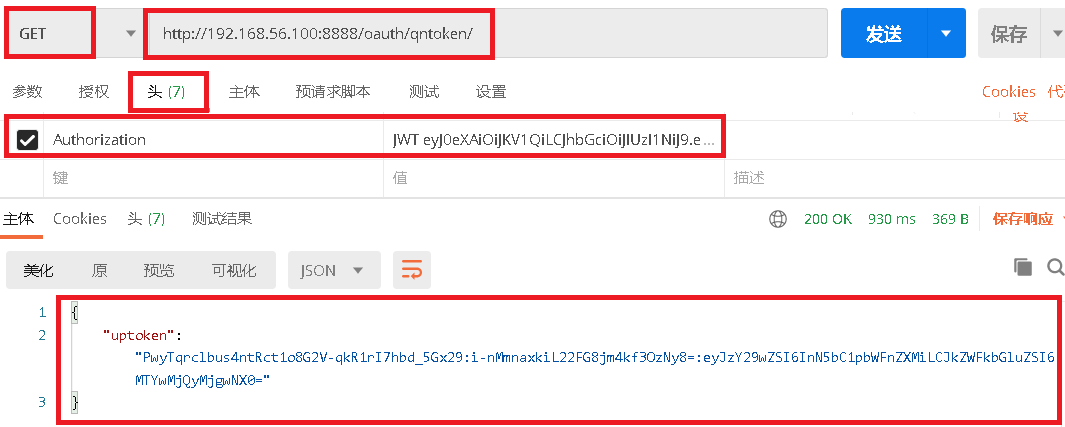 GET http://192.168.56.100:8888/oauth/qntoken/ 发送 保存
参数 授权 头 (7) 主体 预请求脚本 测试 设置 Cookies 代
设
Authorization JWT eyJ0eXAiOiJKV1QiLCJhbGciOiJIUzI1NiJ9.e ...
键 值 描述
主体 Cookies 头 (7) 测试结果 200 OK 930 ms 369 B 保存响应
美化 原 预览 可视化 JSON
1 {
2 "uptoken":
"PwyTqrclbus4ntRct1o8G2V-qkR1rI7hbd_5Gx29:i-nMmnaxkiL22FG8jm4kf3OzNy8=:eyJzY29wZSI6InN5bC1pbWFnZXMiLCJkZWFkbGluZSI6
MTYwMjQyMjgwNX0="
3 }